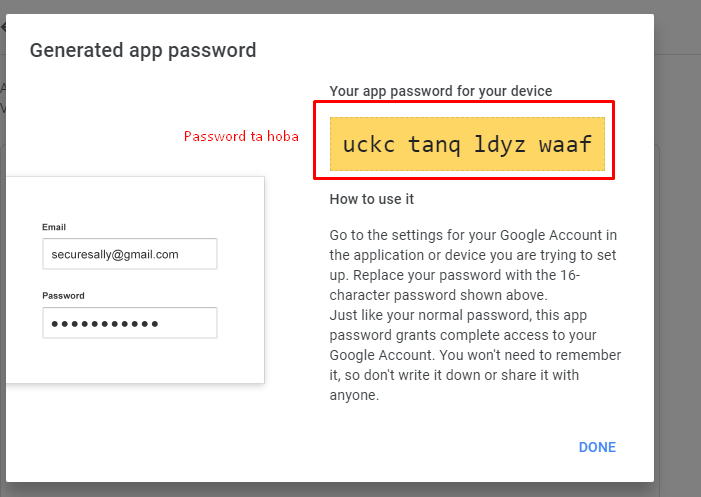 Generated app password
Your app password for your device
Password ta hoba
uckc tanq ldyz waaf
How to use it
Email
securesally@gmail.com
Password
Go to the settings for your Google Account in
the application or device you are trying to set
up. Replace your password with the 16-
character password shown above.
Just like your normal password, this app
password grants complete access to your
Google Account. You won't need to remember
it, so don't write it down or share it with
anyone.
DONE